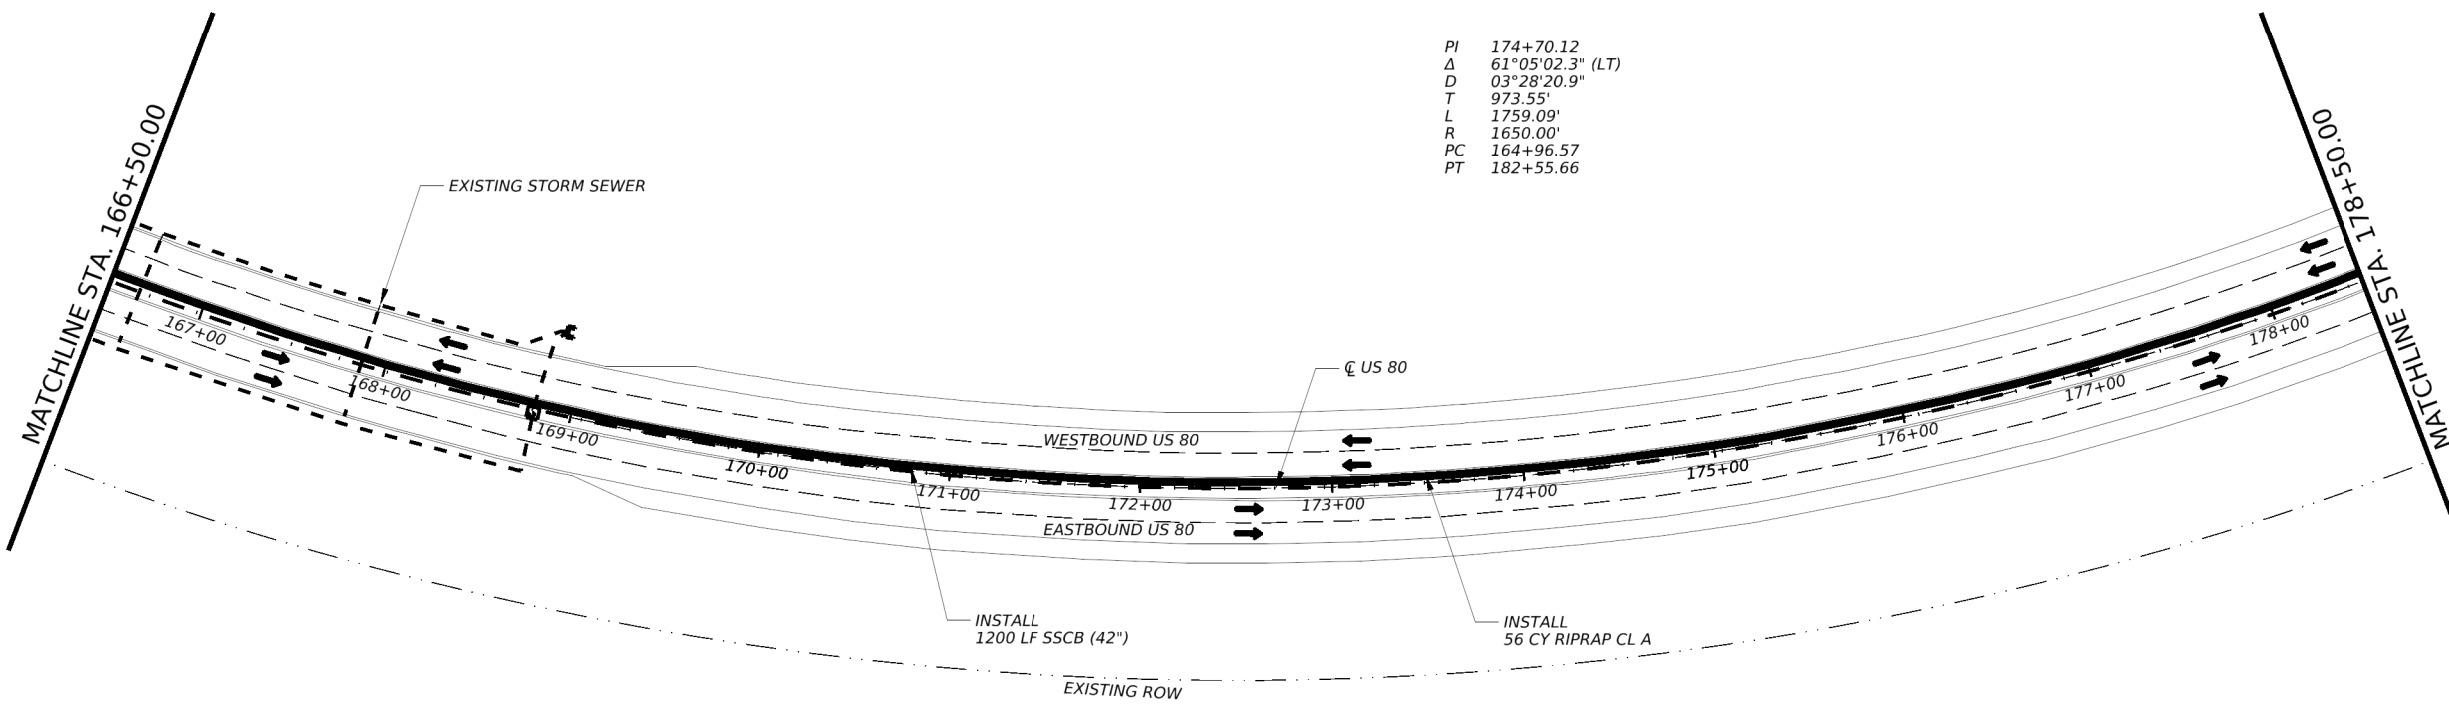 PI 174+70.12
Δ 61°05'02.3" (LT)
D 03°28'20.9"
T 973.55'
L 1759.09'
R 1650.00'
PC 164+96.57
PT 182+55.66
MATCHLINE STA. 166+50.00
MATCHLINE STA. 178+50.00
EXISTING STORM SEWER
℄ US 80
167+00
168+00
169+00
170+00
171+00
172+00
173+00
174+00
175+00
176+00
177+00
178+00
WESTBOUND US 80
EASTBOUND US 80
INSTALL
1200 LF SSCB (42")
INSTALL
56 CY RIPRAP CL A
EXISTING ROW